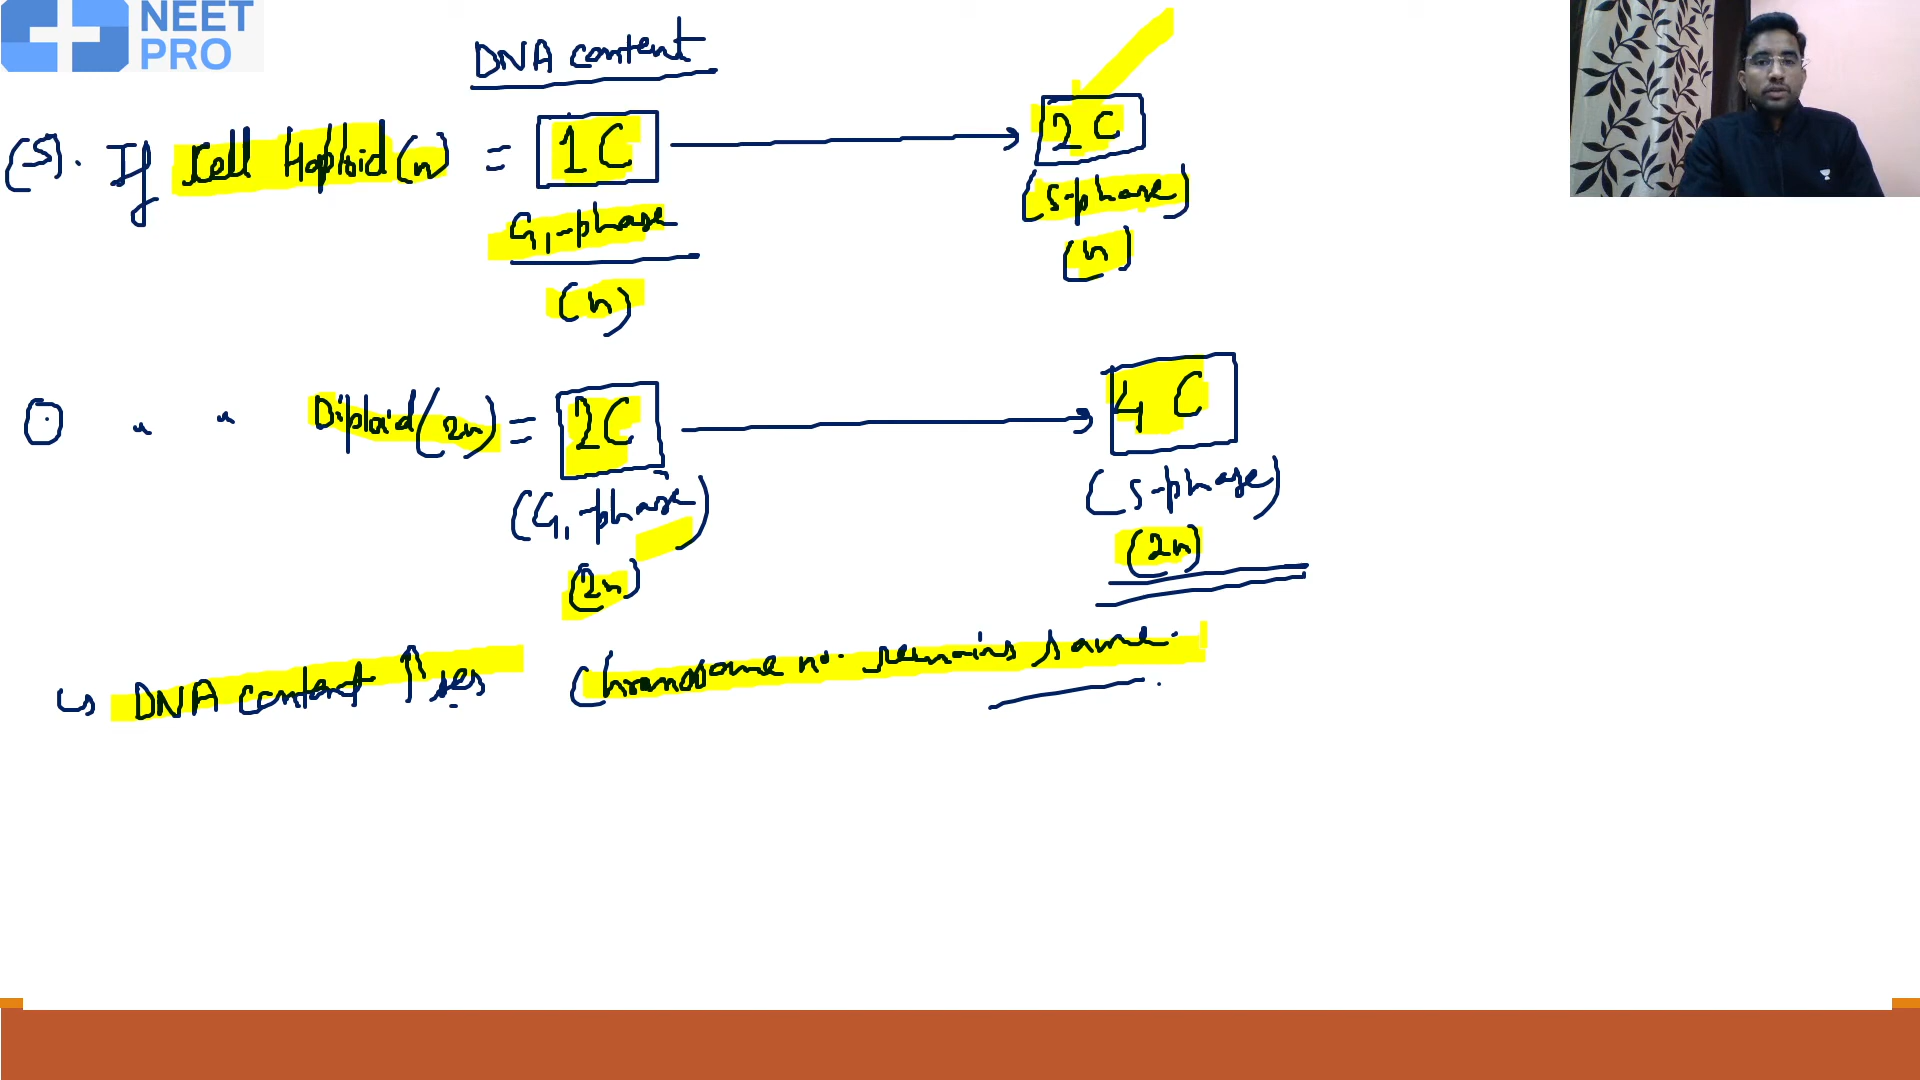 NEET
PRO
DNA content
(5). If cell Haploid (n) = 1C → 2C
G1-phase (S-phase)
(n) (n)
" " Diploid (2n) = 2C → 4C
(G1-phase) (S-phase)
(2n) (2n)
↳ DNA content ↑ses Chromosome no. remains same.